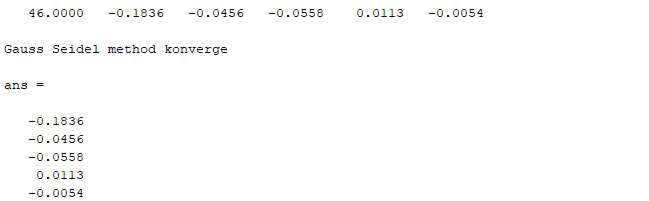 46.0000 -0.1836 -0.0456 -0.0558 0.0113 -0.0054
Gauss Seidel method konverge
ans =
-0.1836
-0.0456
-0.0558
0.0113
-0.0054